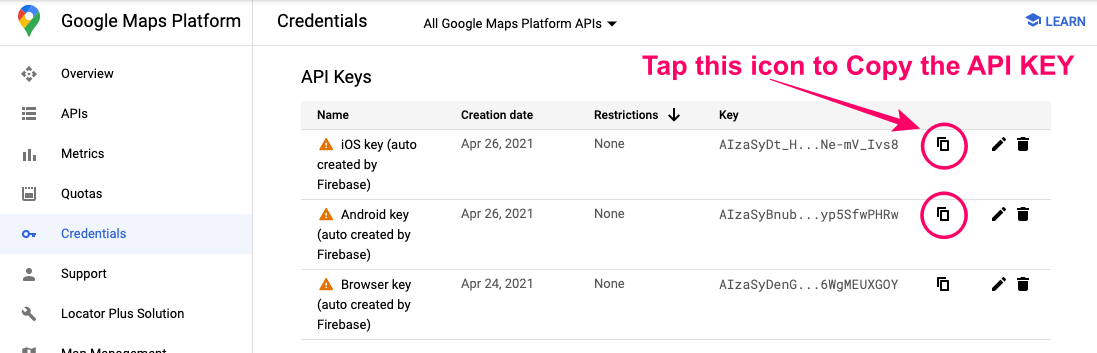 Google Maps Platform
Credentials
All Google Maps Platform APIs
LEARN
Overview
APIs
Metrics
Quotas
Credentials
Support
Locator Plus Solution
Map Management
API Keys
Tap this icon to Copy the API KEY
Name Creation date Restrictions Key
iOS key (auto Apr 26, 2021 None AIzaSyDt_H...Ne-mV_Ivs8
created by
Firebase)
Android key Apr 26, 2021 None AIzaSyBnub...yp5SfwPHRw
(auto created by
Firebase)
Browser key Apr 24, 2021 None AIzaSyDenG...6WgMEUXGOY
(auto created by
Firebase)